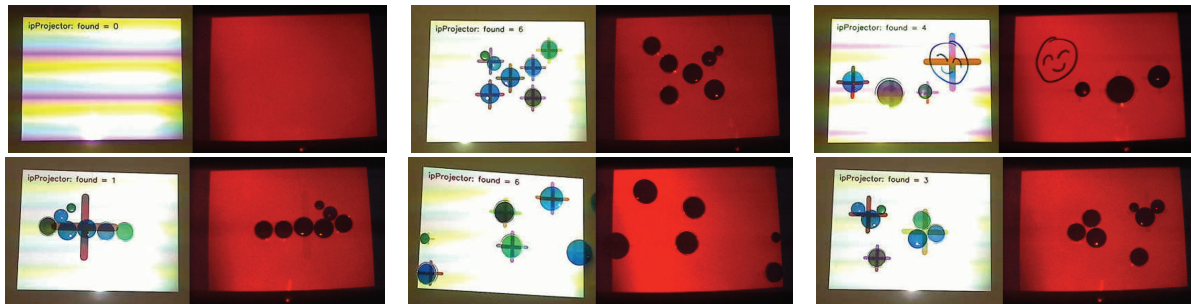 ipProjector: found = 0
ipProjector: found = 6
ipProjector: found = 4
ipProjector: found = 1
ipProjector: found = 6
ipProjector: found = 3